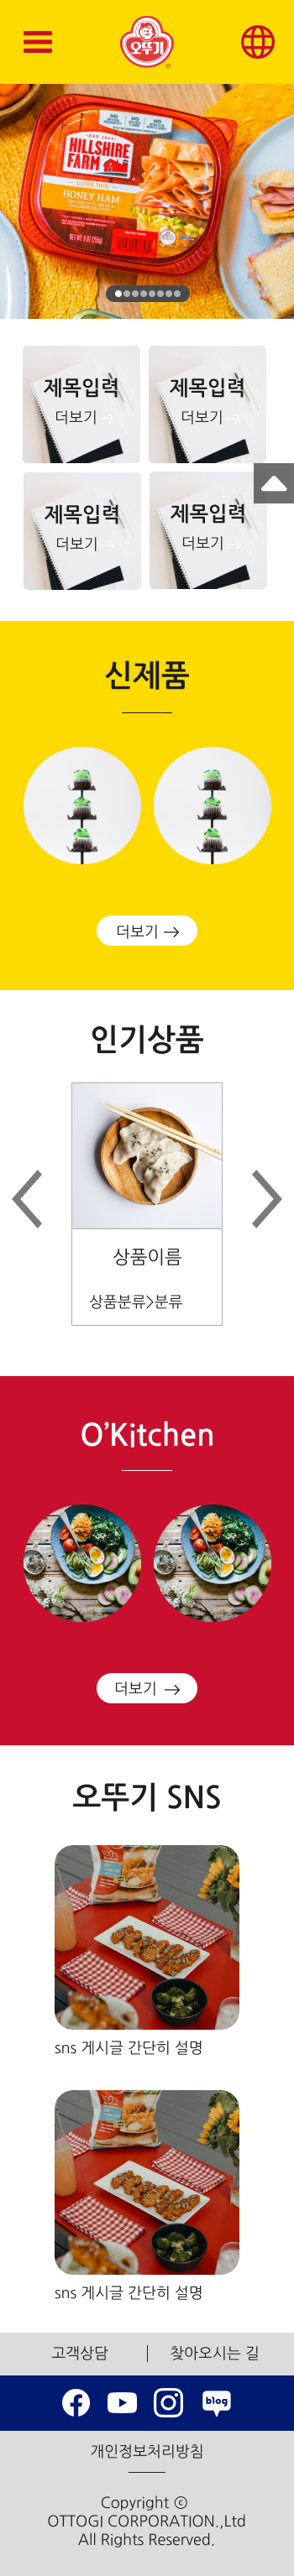 오뚜기
HILLSHIRE
FARM
ULTRA THIN
HONEY HAM
NET WT. 9 OZ (255g)
제목입력
더보기→
제목입력
더보기→
제목입력
더보기→
제목입력
더보기→
신제품
더보기 →
인기상품
상품이름
상품분류>분류
O’Kitchen
더보기 →
오뚜기 SNS
sns 게시글 간단히 설명
sns 게시글 간단히 설명
고객상담 | 찾아오시는 길
blog
개인정보처리방침
Copyright ⓒ
OTTOGI CORPORATION.,Ltd
All Rights Reserved.